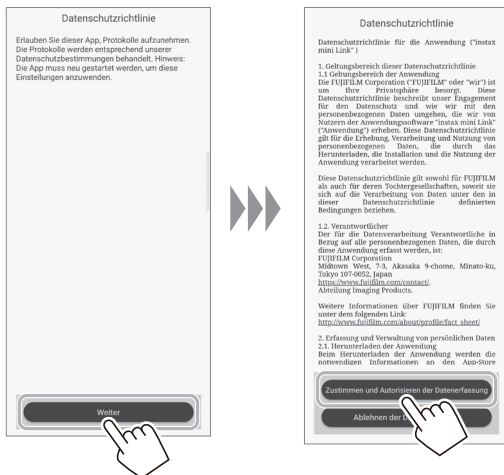 Datenschutzrichtlinie
Erlauben Sie dieser App, Protokolle aufzunehmen.
Die Protokolle werden entsprechend unserer
Datenschutzbestimmungen behandelt. Hinweis:
Die App muss neu gestartet werden, um diese
Einstellungen anzuwenden.
Weiter
Datenschutzrichtlinie
Datenschutzrichtlinie für die Anwendung ("instax
mini Link" )
1. Geltungsbereich dieser Datenschutzrichtlinie
1.1 Geltungsbereich der Anwendung
Die FUJIFILM Corporation ("FUJIFILM" oder "wir") ist
um Ihre Privatsphäre besorgt. Diese
Datenschutzrichtlinie beschreibt unser Engagement
für den Datenschutz und wie wir mit den
personenbezogenen Daten umgehen, die wir von
Nutzern der Anwendungssoftware "instax mini Link"
("Anwendung") erheben. Diese Datenschutzrichtlinie
gilt für die Erhebung, Verarbeitung und Nutzung von
personenbezogenen Daten, die durch das
Herunterladen, die Installation und die Nutzung der
Anwendung verarbeitet werden.
Diese Datenschutzrichtlinie gilt sowohl für FUJIFILM
als auch für deren Tochtergesellschaften, soweit sie
sich auf die Verarbeitung von Daten unter den in
dieser Datenschutzrichtlinie definierten
Bedingungen beziehen.
1.2. Verantwortlicher
Der für die Datenverarbeitung Verantwortliche in
Bezug auf alle personenbezogenen Daten, die durch
diese Anwendung erfasst werden, ist:
FUJIFILM Corporation
Midtown West, 7-3, Akasaka 9-chome, Minato-ku,
Tokyo 107-0052, Japan
https://www.fujifilm.com/contact/.
Abteilung Imaging Products.
Weitere Informationen über FUJIFILM finden Sie
unter dem folgenden Link:
http://www.fujifilm.com/about/profile/fact_sheet/
2. Erfassung und Verwaltung von persönlichen Daten
2.1. Herunterladen der Anwendung
Beim Herunterladen der Anwendung werden die
notwendigen Informationen an den App-Store
Zustimmen und Autorisieren der Datenerfassung
Ablehnen der